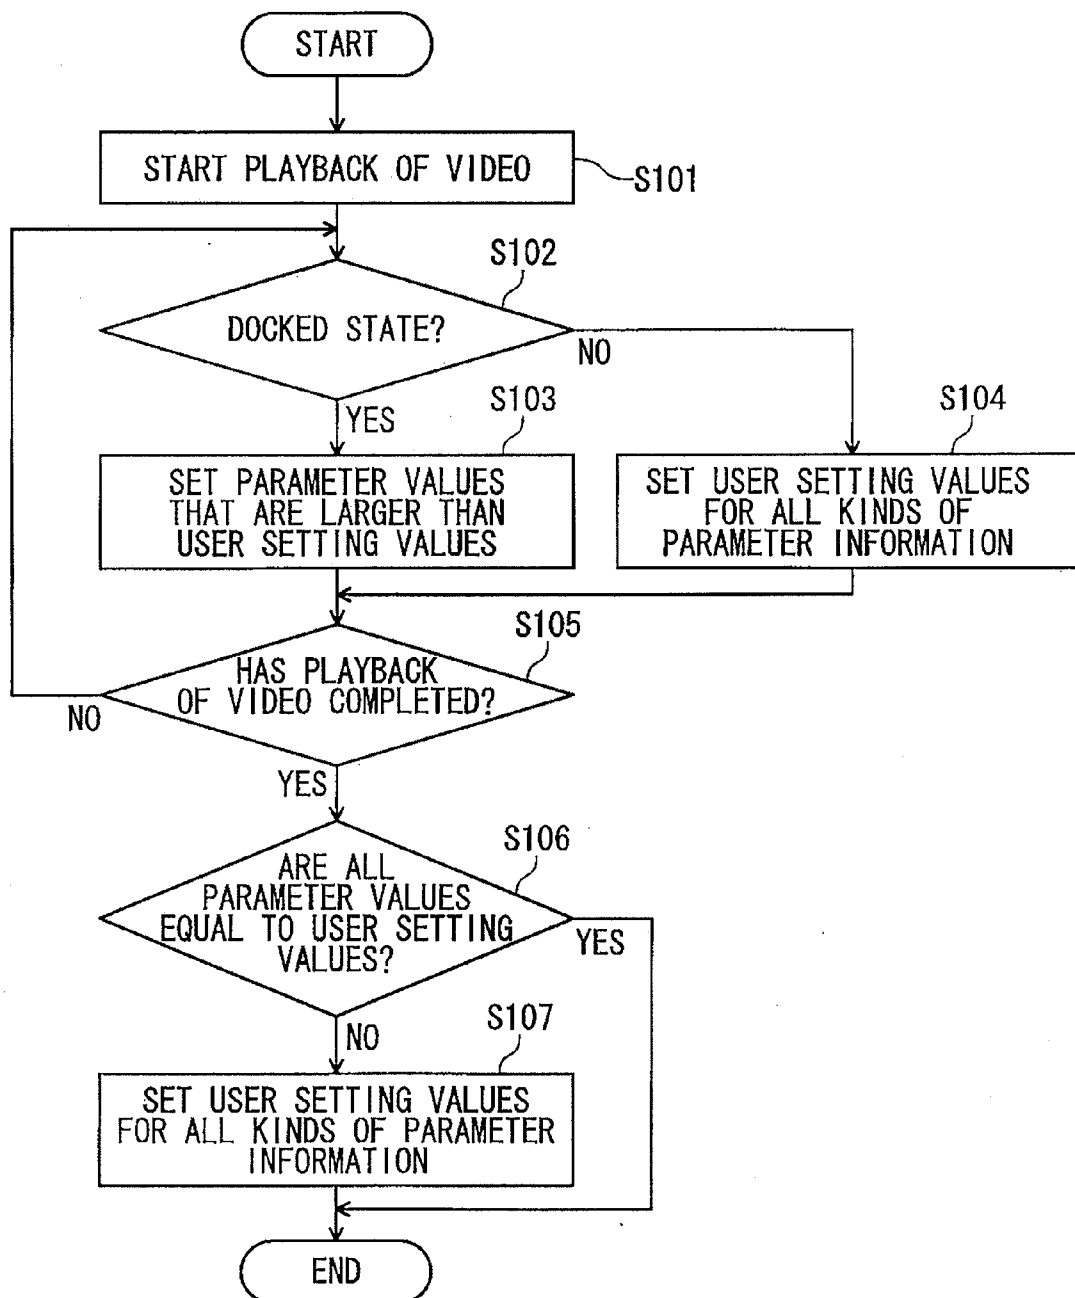 START
START PLAYBACK OF VIDEO
S101
S102
DOCKED STATE?
NO
YES
S103
S104
SET PARAMETER VALUES
THAT ARE LARGER THAN
USER SETTING VALUES
SET USER SETTING VALUES
FOR ALL KINDS OF
PARAMETER INFORMATION
S105
HAS PLAYBACK
OF VIDEO COMPLETED?
NO
YES
S106
ARE ALL
PARAMETER VALUES
EQUAL TO USER SETTING
VALUES?
YES
NO
S107
SET USER SETTING VALUES
FOR ALL KINDS OF PARAMETER
INFORMATION
END